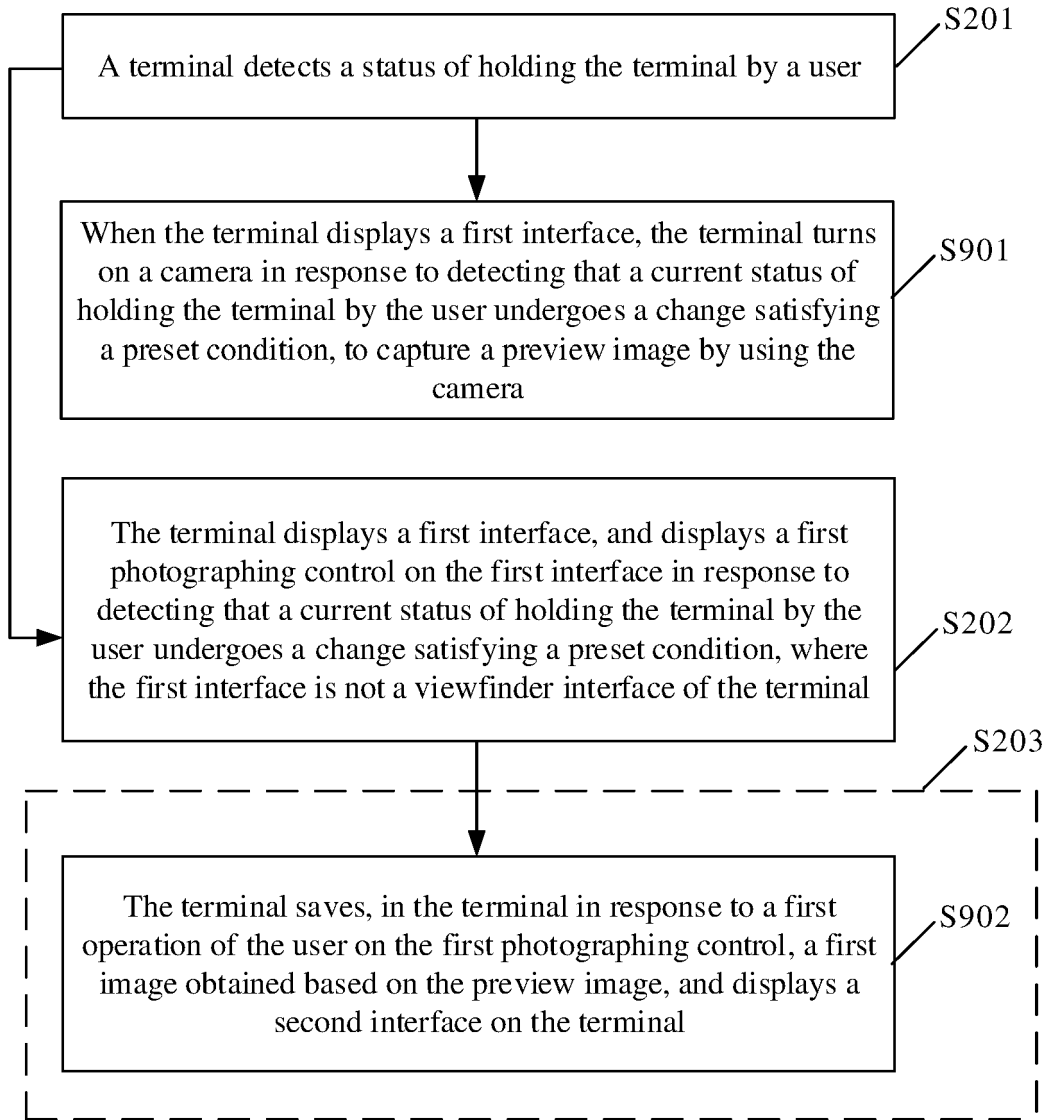 S201
A terminal detects a status of holding the terminal by a user
When the terminal displays a first interface, the terminal turns
on a camera in response to detecting that a current status of
holding the terminal by the user undergoes a change satisfying
a preset condition, to capture a preview image by using the
camera
S901
The terminal displays a first interface, and displays a first
photographing control on the first interface in response to
detecting that a current status of holding the terminal by the
user undergoes a change satisfying a preset condition, where
the first interface is not a viewfinder interface of the terminal
S202
S203
The terminal saves, in the terminal in response to a first
operation of the user on the first photographing control, a first
image obtained based on the preview image, and displays a
second interface on the terminal
S902